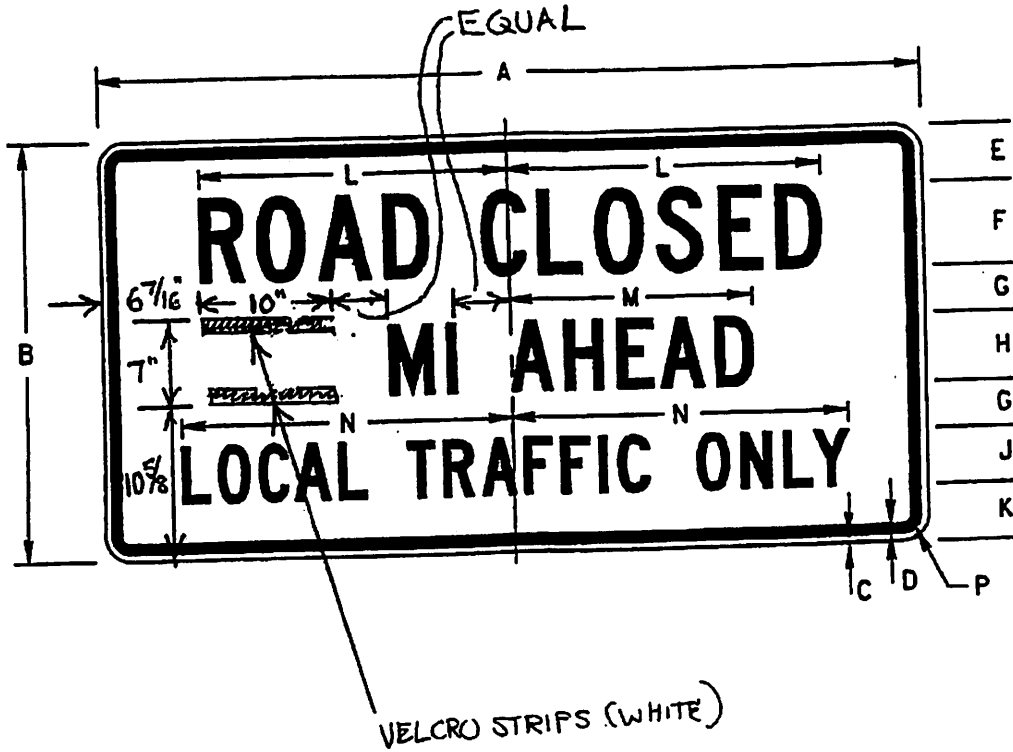 EQUAL
A
E
L L
ROAD CLOSED
F
6 7/16" 10" M G
B
7"
MI AHEAD
H
G
N N
10 5/8
LOCAL TRAFFIC ONLY
J
K
C D P
VELCRO STRIPS (WHITE)